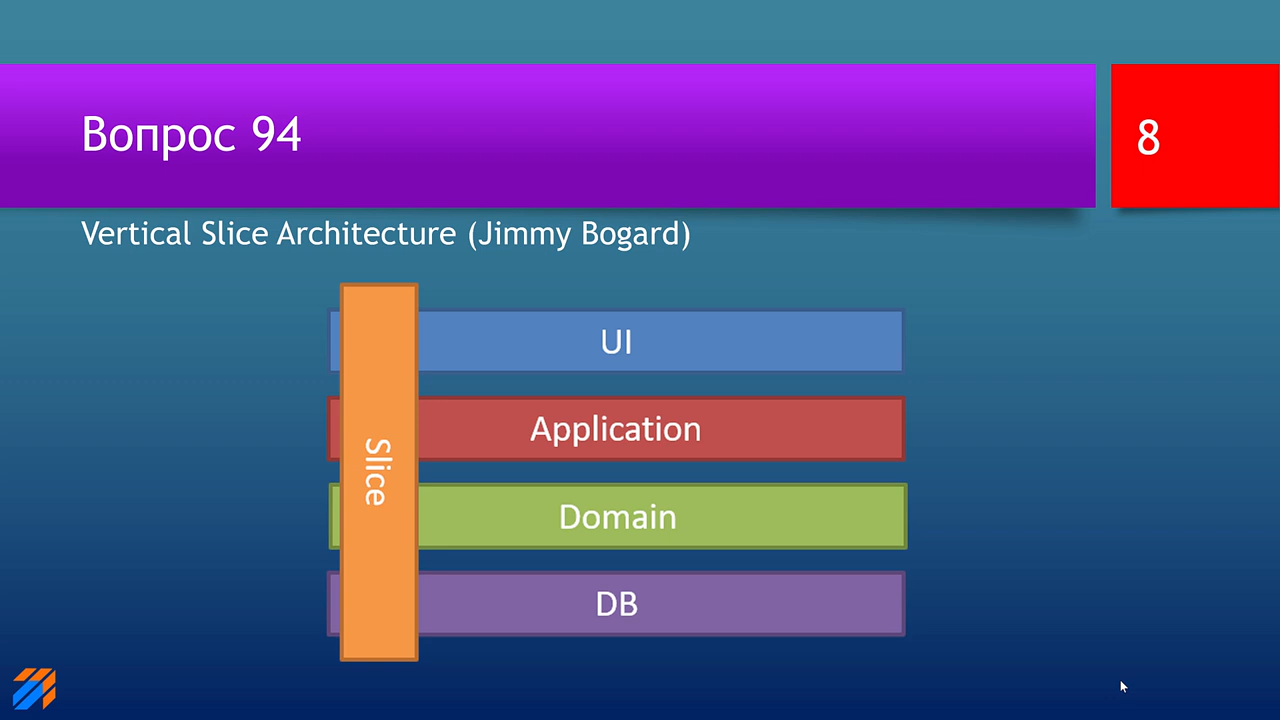 Вопрос 94
8
Vertical Slice Architecture (Jimmy Bogard)
Slice
UI
Application
Domain
DB